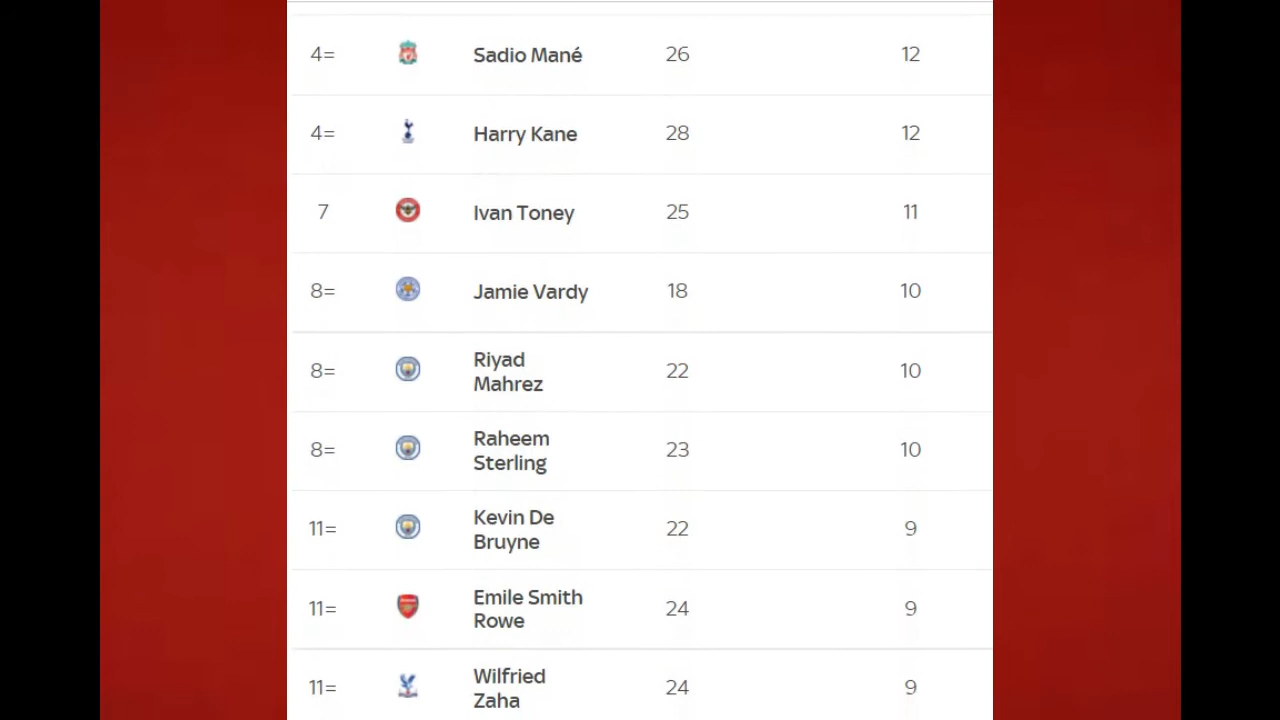 4= Sadio Mané 26 12
4= Harry Kane 28 12
7 Ivan Toney 25 11
8= Jamie Vardy 18 10
8= Riyad Mahrez 22 10
8= Raheem Sterling 23 10
11= Kevin De Bruyne 22 9
11= Emile Smith Rowe 24 9
11= Wilfried Zaha 24 9